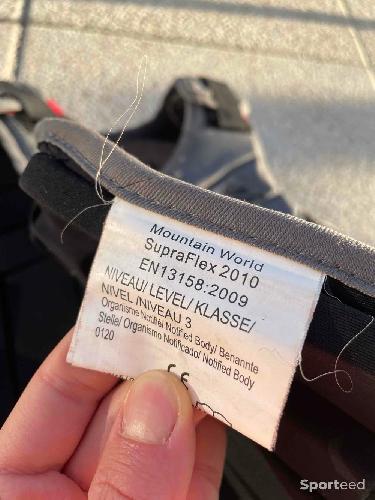 Mountain World
SupraFlex 2010
EN13158:2009
NIVEAU/ LEVEL/ KLASSE/
NIVEL /NIVEAU 3
Organisme Notifié/ Notified Body/ Benannte
Stelle/ Organismo Notificado/ Notified Body
0120
CE
Sporteed